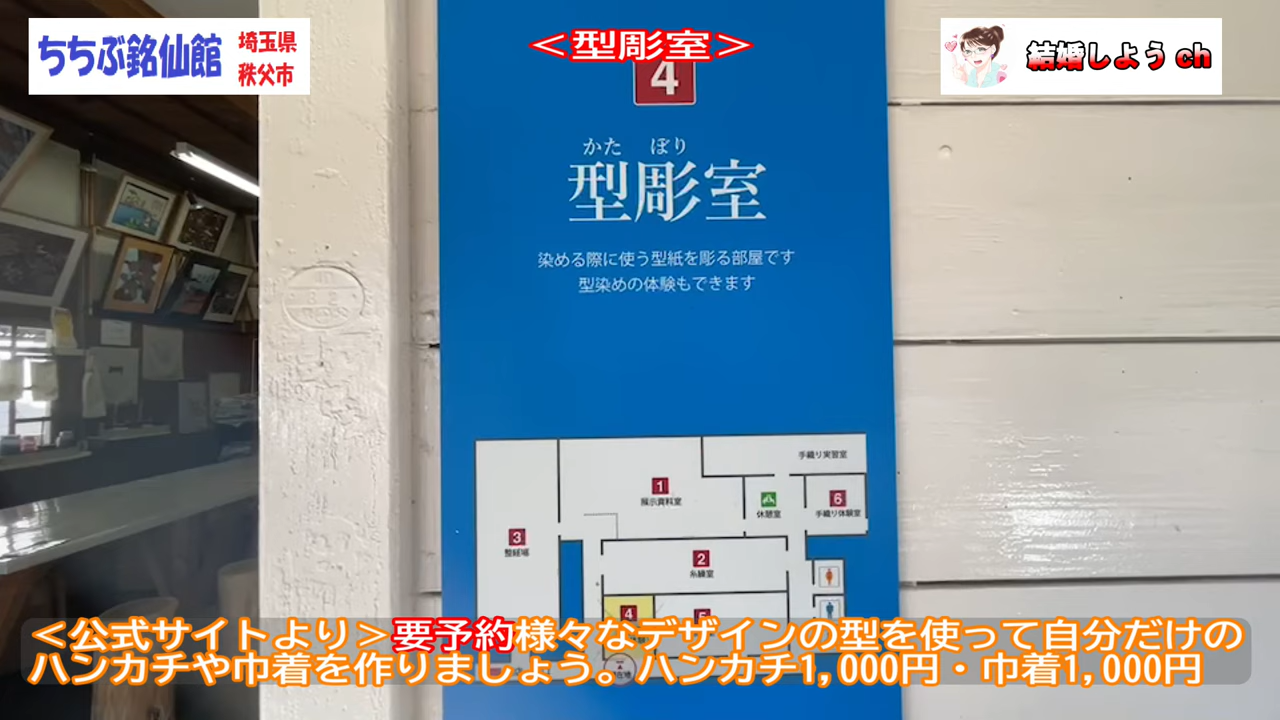 ちちぶ銘仙館
埼玉県
秩父市
＜型彫室＞
結婚しよう ch
4
かた ぼり
型彫室
染める際に使う型紙を彫る部屋です
型染めの体験もできます
手織り実習室
1
展示資料室
休憩室
6
手織り体験室
3
整経場
2
糸繰室
4
5
＜公式サイトより＞要予約様々なデザインの型を使って自分だけの
ハンカチや巾着を作りましょう。ハンカチ1,000円・巾着1,000円